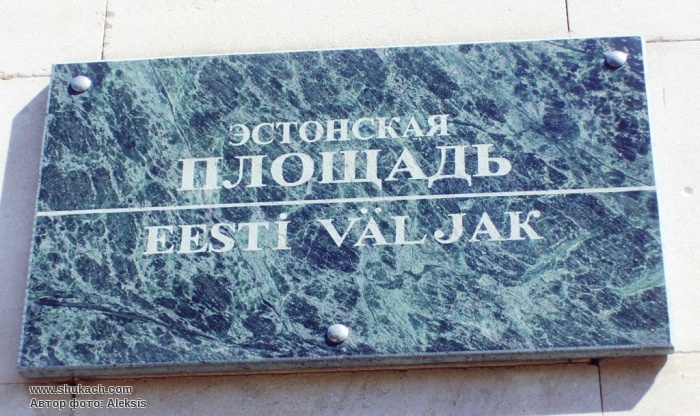 ЭСТОНСКАЯ
ПЛОЩАДЬ
EESTİ VÄLJAK
www.shukach.com
Автор фото: Aleksis